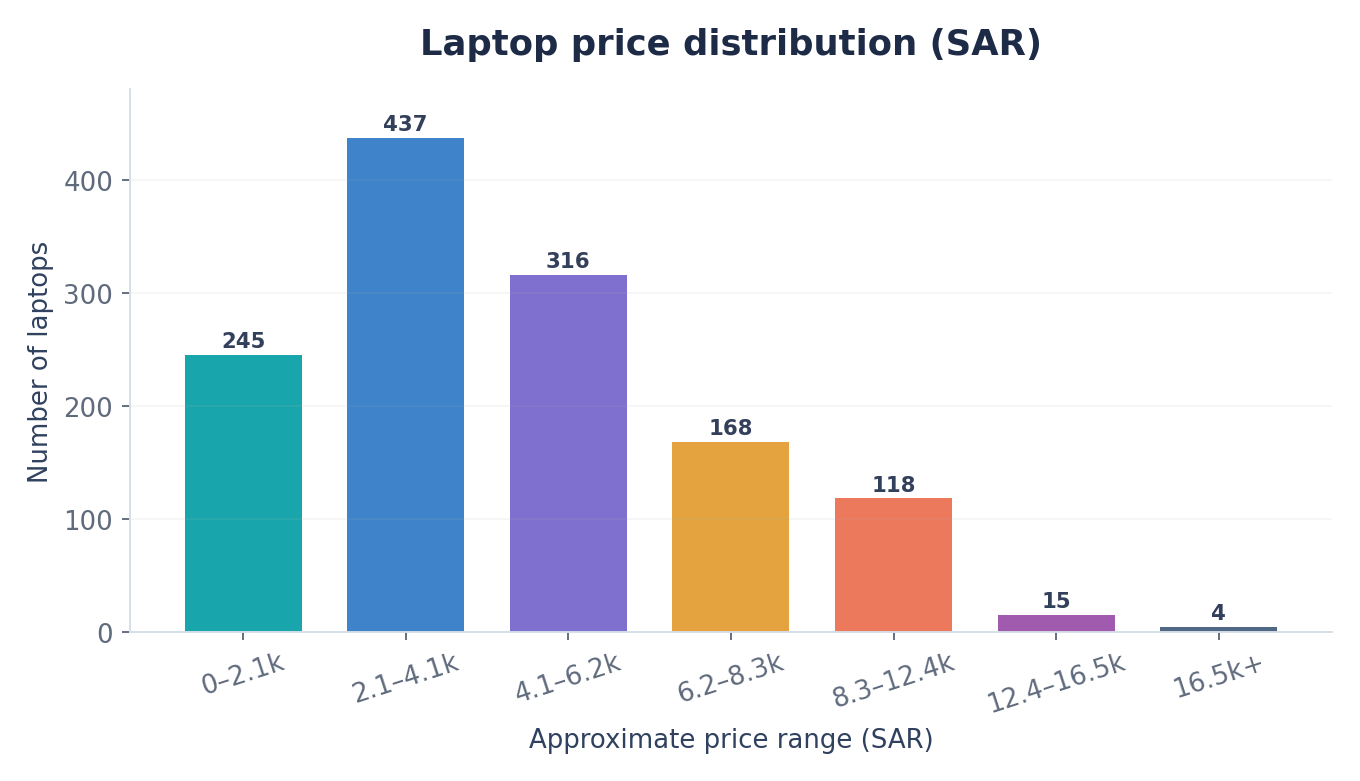 Laptop price distribution (SAR)
Number of laptops
400
300
200
100
0
245
437
316
168
118
15
4
0–2.1k
2.1–4.1k
4.1–6.2k
6.2–8.3k
8.3–12.4k
12.4–16.5k
16.5k+
Approximate price range (SAR)